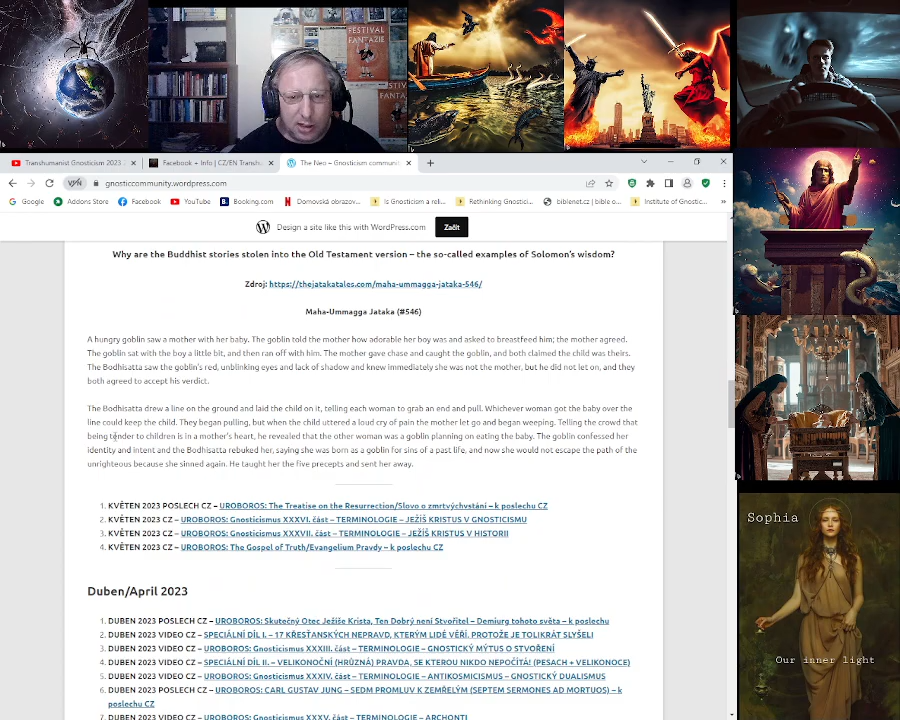 FESTIVAL
FANTAZIE
Transhumanist Gnosticism 2023
Facebook + Info | CZ/EN Transh
The Neo – Gnosticism communit
VPN
gnosticcommunity.wordpress.com
Google
Addons Store
Facebook
YouTube
Booking.com
Domovská obrazov...
Is Gnosticism a reli...
Rethinking Gnostici...
biblenet.cz | bible o...
Institute of Gnostic...
Design a site like this with WordPress.com
Začít
Why are the Buddhist stories stolen into the Old Testament version – the so-called examples of Solomon's wisdom?
Zdroj: https://thejatakatales.com/maha-ummagga-jataka-546/
Maha-Ummagga Jataka (#546)
A hungry goblin saw a mother with her baby. The goblin told the mother how adorable her boy was and asked to breastfeed him; the mother agreed.
The goblin sat with the boy a little bit, and then ran off with him. The mother gave chase and caught the goblin, and both claimed the child was theirs.
The Bodhisatta saw the goblin's red, unblinking eyes and lack of shadow and knew immediately she was not the mother, but he did not let on, and they
both agreed to accept his verdict.
The Bodhisatta drew a line on the ground and laid the child on it, telling each woman to grab an end and pull. Whichever woman got the baby over the
line could keep the child. They began pulling, but when the child uttered a loud cry of pain the mother let go and began weeping. Telling the crowd that
being tender to children is in a mother's heart, he revealed that the other woman was a goblin planning on eating the baby. The goblin confessed her
identity and intent and the Bodhisatta rebuked her, saying she was born as a goblin for sins of a past life, and now she would not escape the path of the
unrighteous because she sinned again. He taught her the five precepts and sent her away.
1. KVĚTEN 2023 POSLECH CZ – UROBOROS: The Treatise on the Resurrection/Slovo o zmrtvýchvstání – k poslechu CZ
2. KVĚTEN 2023 CZ – UROBOROS: Gnosticismus XXXVI. část – TERMINOLOGIE – JEŽÍŠ KRISTUS V GNOSTICISMU
3. KVĚTEN 2023 CZ – UROBOROS: Gnosticismus XXXVII. část – TERMINOLOGIE – JEŽÍŠ KRISTUS V HISTORII
4. KVĚTEN 2023 CZ – UROBOROS: The Gospel of Truth/Evangelium Pravdy – k poslechu CZ
Duben/April 2023
1. DUBEN 2023 POSLECH CZ – UROBOROS: Skutečný Otec Ježíše Krista, Ten Dobrý není Stvořitel – Demiurg tohoto světa – k poslechu
2. DUBEN 2023 VIDEO CZ – SPECIÁLNÍ DÍL I. – 17 KŘESŤANSKÝCH NEPRAVD, KTERÝM LIDÉ VĚŘÍ, PROTOŽE JE TOLIKRÁT SLYŠELI
3. DUBEN 2023 VIDEO CZ – UROBOROS: Gnosticismus XXXIII. část – TERMINOLOGIE – GNOSTICKÝ MÝTUS O STVOŘENÍ
4. DUBEN 2023 VIDEO CZ – SPECIÁLNÍ DÍL II. – VELIKONOČNÍ (HRŮZNÁ) PRAVDA, SE KTEROU NIKDO NEPOČÍTÁ! (PESACH + VELIKONOCE)
5. DUBEN 2023 VIDEO CZ – UROBOROS: Gnosticismus XXXIV. část – TERMINOLOGIE – ANTIKOSMICISMUS – GNOSTICKÝ DUALISMUS
6. DUBEN 2023 POSLECH CZ – UROBOROS: CARL GUSTAV JUNG – SEDM PROMLUV K ZEMŘELÝM (SEPTEM SERMONES AD MORTUOS) – k
poslechu CZ
7. DUBEN 2023 VIDEO CZ – UROBOROS: Gnosticismus XXXV. část – TERMINOLOGIE – ARCHONTI
Sophia
Our inner light